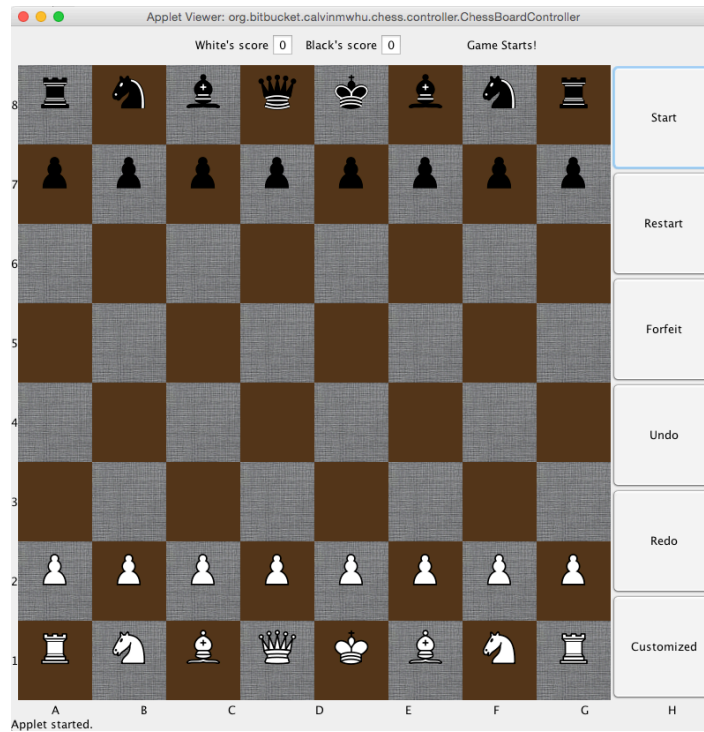 Applet Viewer: org.bitbucket.calvinmwhu.chess.controller.ChessBoardController
White's score 0 Black's score 0 Game Starts!
8
Start
7
Restart
6
Forfeit
5
4
Undo
3
Redo
2
Customized
1
A B C D E F G H
Applet started.